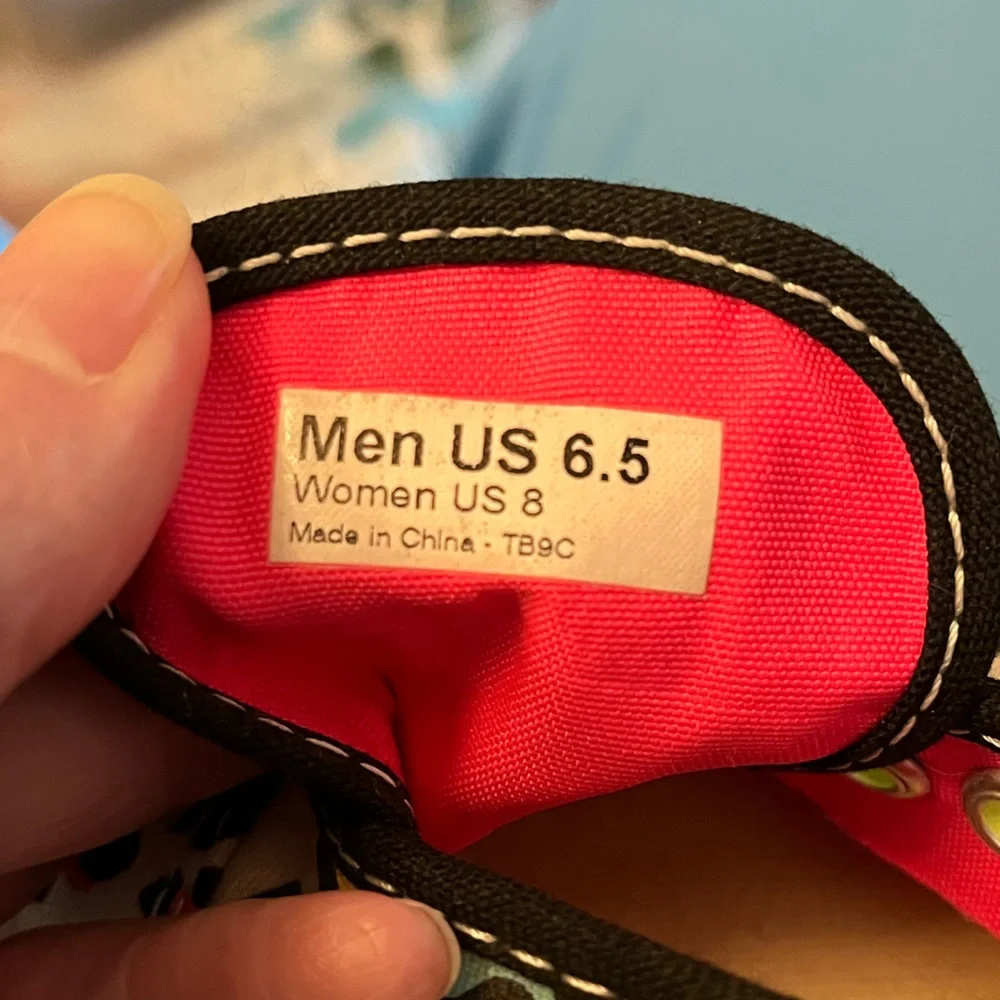 Men US 6.5
Women US 8
Made in China - TB9C